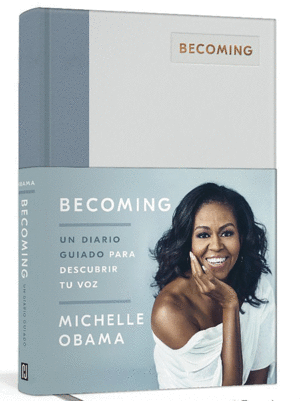 BECOMING
BECOMING
UN DIARIO
GUIADO PARA
DESCUBRIR
TU VOZ
MICHELLE
OBAMA
OBAMA
BECOMING
UN DIARIO GUIADO